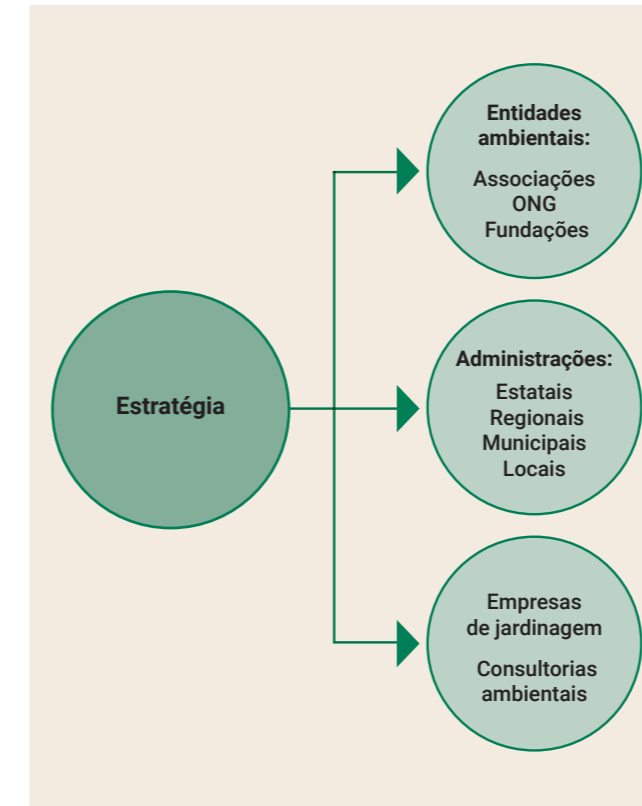 Estratégia
Entidades
ambientais:
Associações
ONG
Fundações
Administrações:
Estatais
Regionais
Municipais
Locais
Empresas
de jardinagem
Consultorias
ambientais